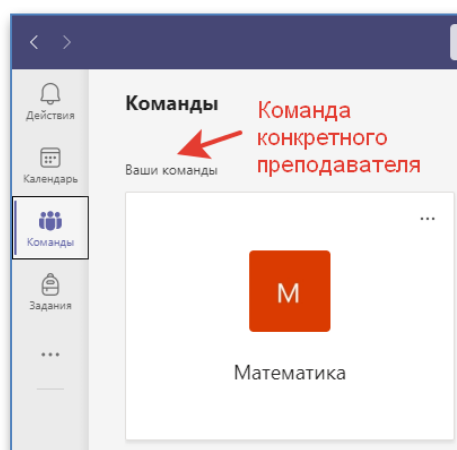 Действия
Календарь
Команды
Задания
Команды
Команда
конкретного
преподавателя
Ваши команды
М
Математика